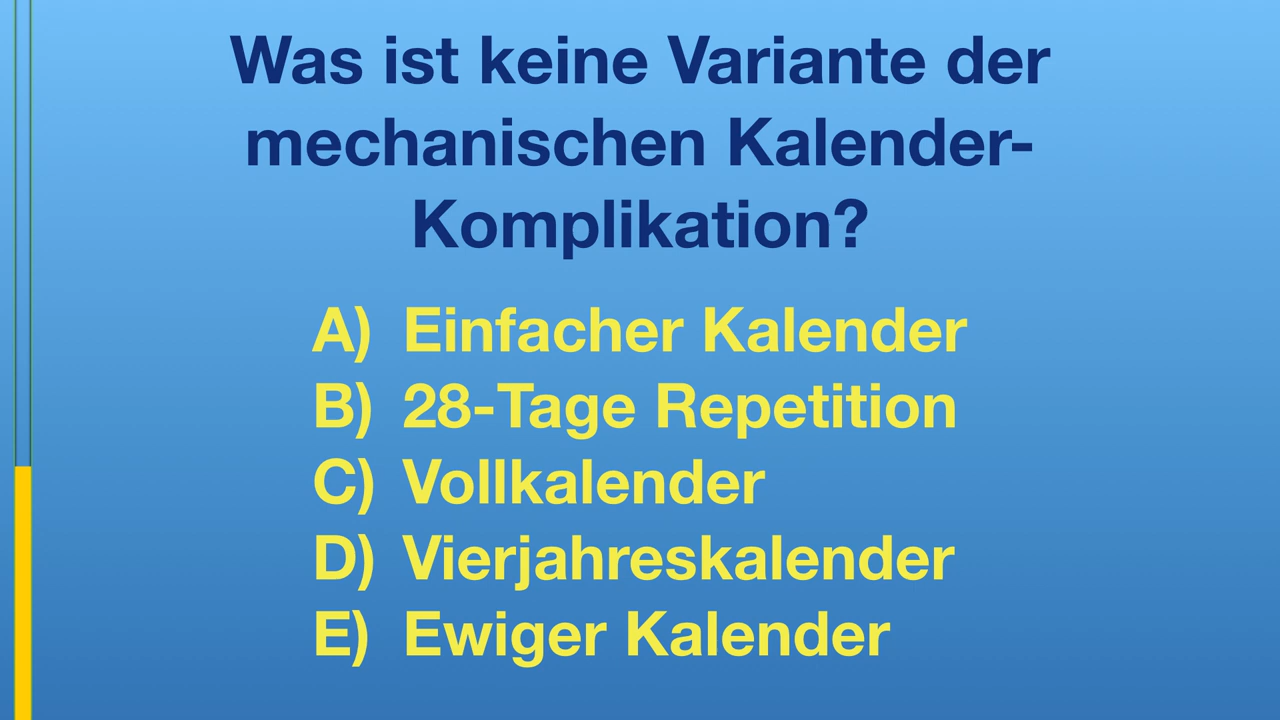 Was ist keine Variante der
mechanischen Kalender-
Komplikation?
A) Einfacher Kalender
B) 28-Tage Repetition
C) Vollkalender
D) Vierjahreskalender
E) Ewiger Kalender